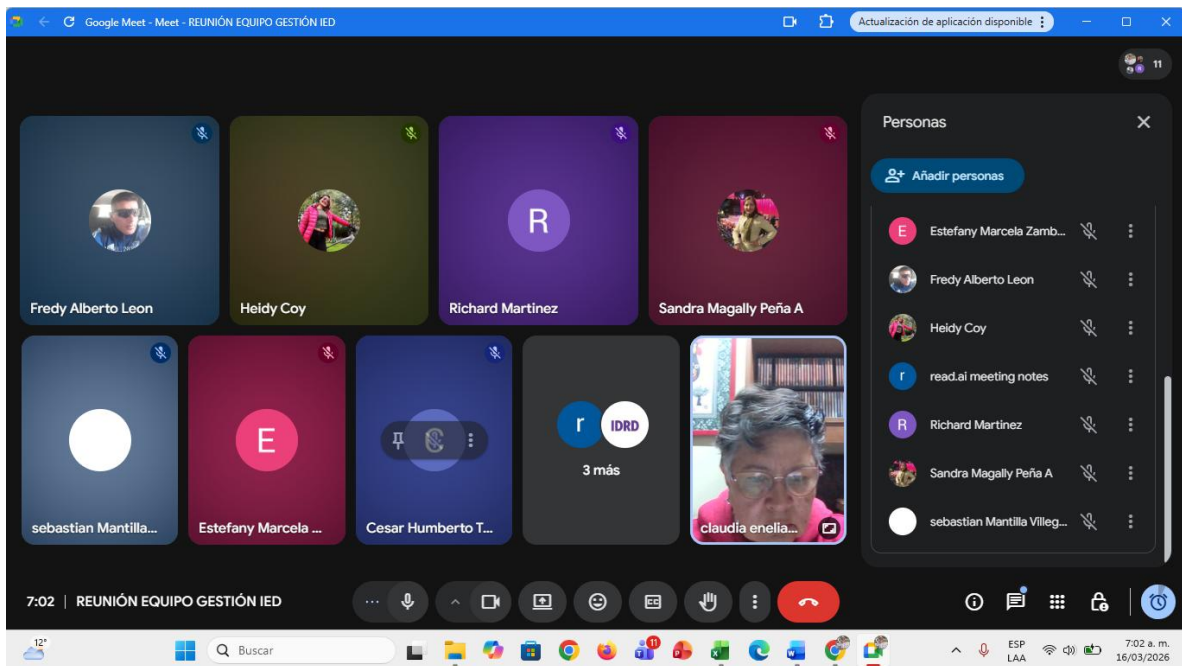 Google Meet - Meet - REUNIÓN EQUIPO GESTIÓN IED
Actualización de aplicación disponible
11
Personas
Añadir personas
Fredy Alberto Leon
Heidy Coy
R
Richard Martinez
Sandra Magally Peña A
sebastian Mantilla...
E
Estefany Marcela ...
Cesar Humberto T...
r
IDRD
3 más
claudia enelia...
E
Estefany Marcela Zamb...
Fredy Alberto Leon
Heidy Coy
r
read.ai meeting notes
R
Richard Martinez
Sandra Magally Peña A
sebastian Mantilla Villeg...
7:02 | REUNIÓN EQUIPO GESTIÓN IED
12°
Buscar
ESP
LAA
7:02 a. m.
16/03/2026